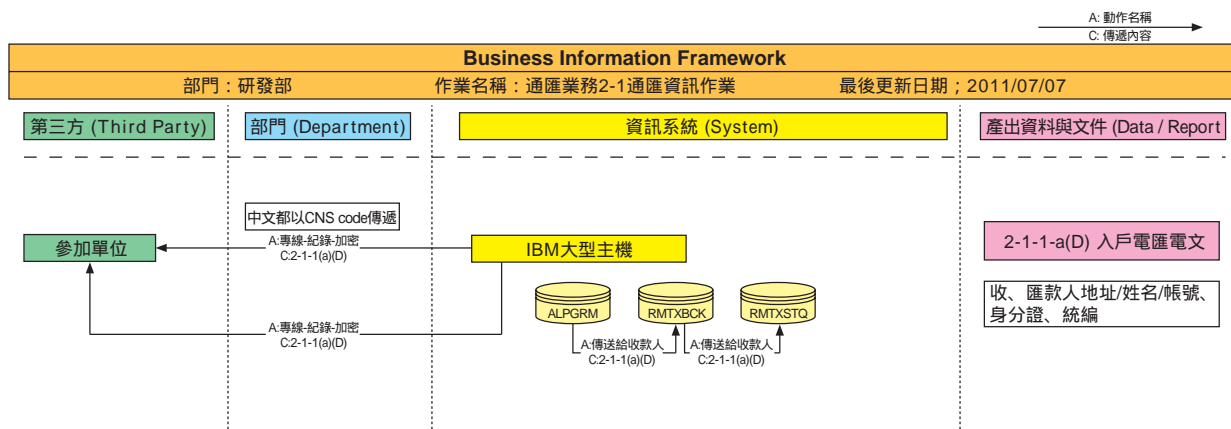 A: 動作名稱
C: 傳遞內容
Business Information Framework
部門：研發部 作業名稱：通匯業務2-1通匯資訊作業 最後更新日期；2011/07/07
第三方 (Third Party) 部門 (Department) 資訊系統 (System) 產出資料與文件 (Data / Report
中文都以CNS code傳遞
A:專線-紀錄-加密
C:2-1-1(a)(D)
參加單位
IBM大型主機
2-1-1-a(D) 入戶電匯電文
收、匯款人地址/姓名/帳號、
身分證、統編
ALPGRM RMTXBCK RMTXSTQ
A:專線-紀錄-加密
C:2-1-1(a)(D)
A:傳送給收款人
C:2-1-1(a)(D)
A:傳送給收款人
C:2-1-1(a)(D)